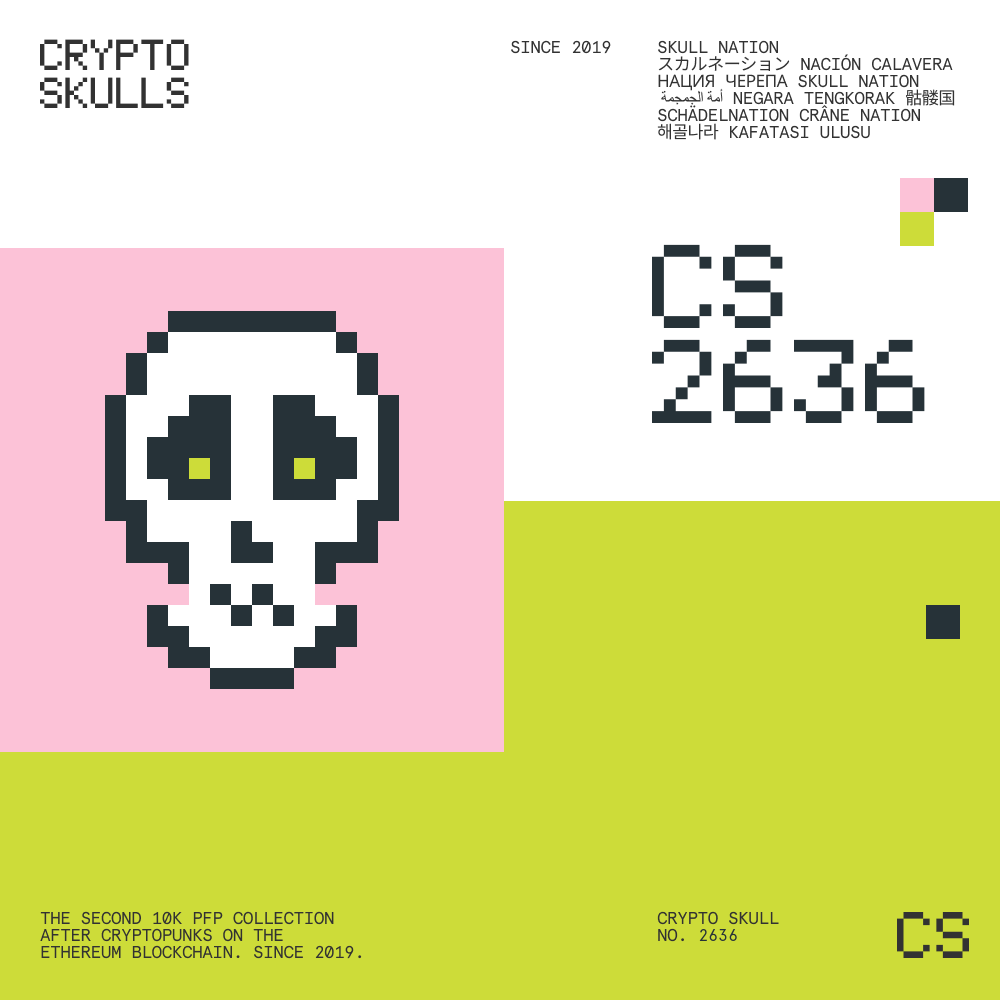 CRYPTO
SKULLS
SINCE 2019
SKULL NATION
スカルネーション NACIÓN CALAVERA
НАЦИЯ ЧЕРЕПА SKULL NATION
أمة الجمجمة NEGARA TENGKORAK 骷髅国
SCHÄDELNATION CRÂNE NATION
해골나라 KAFATASI ULUSU
CS
2636
THE SECOND 10K PFP COLLECTION
AFTER CRYPTOPUNKS ON THE
ETHEREUM BLOCKCHAIN. SINCE 2019.
CRYPTO SKULL
NO. 2636
CS